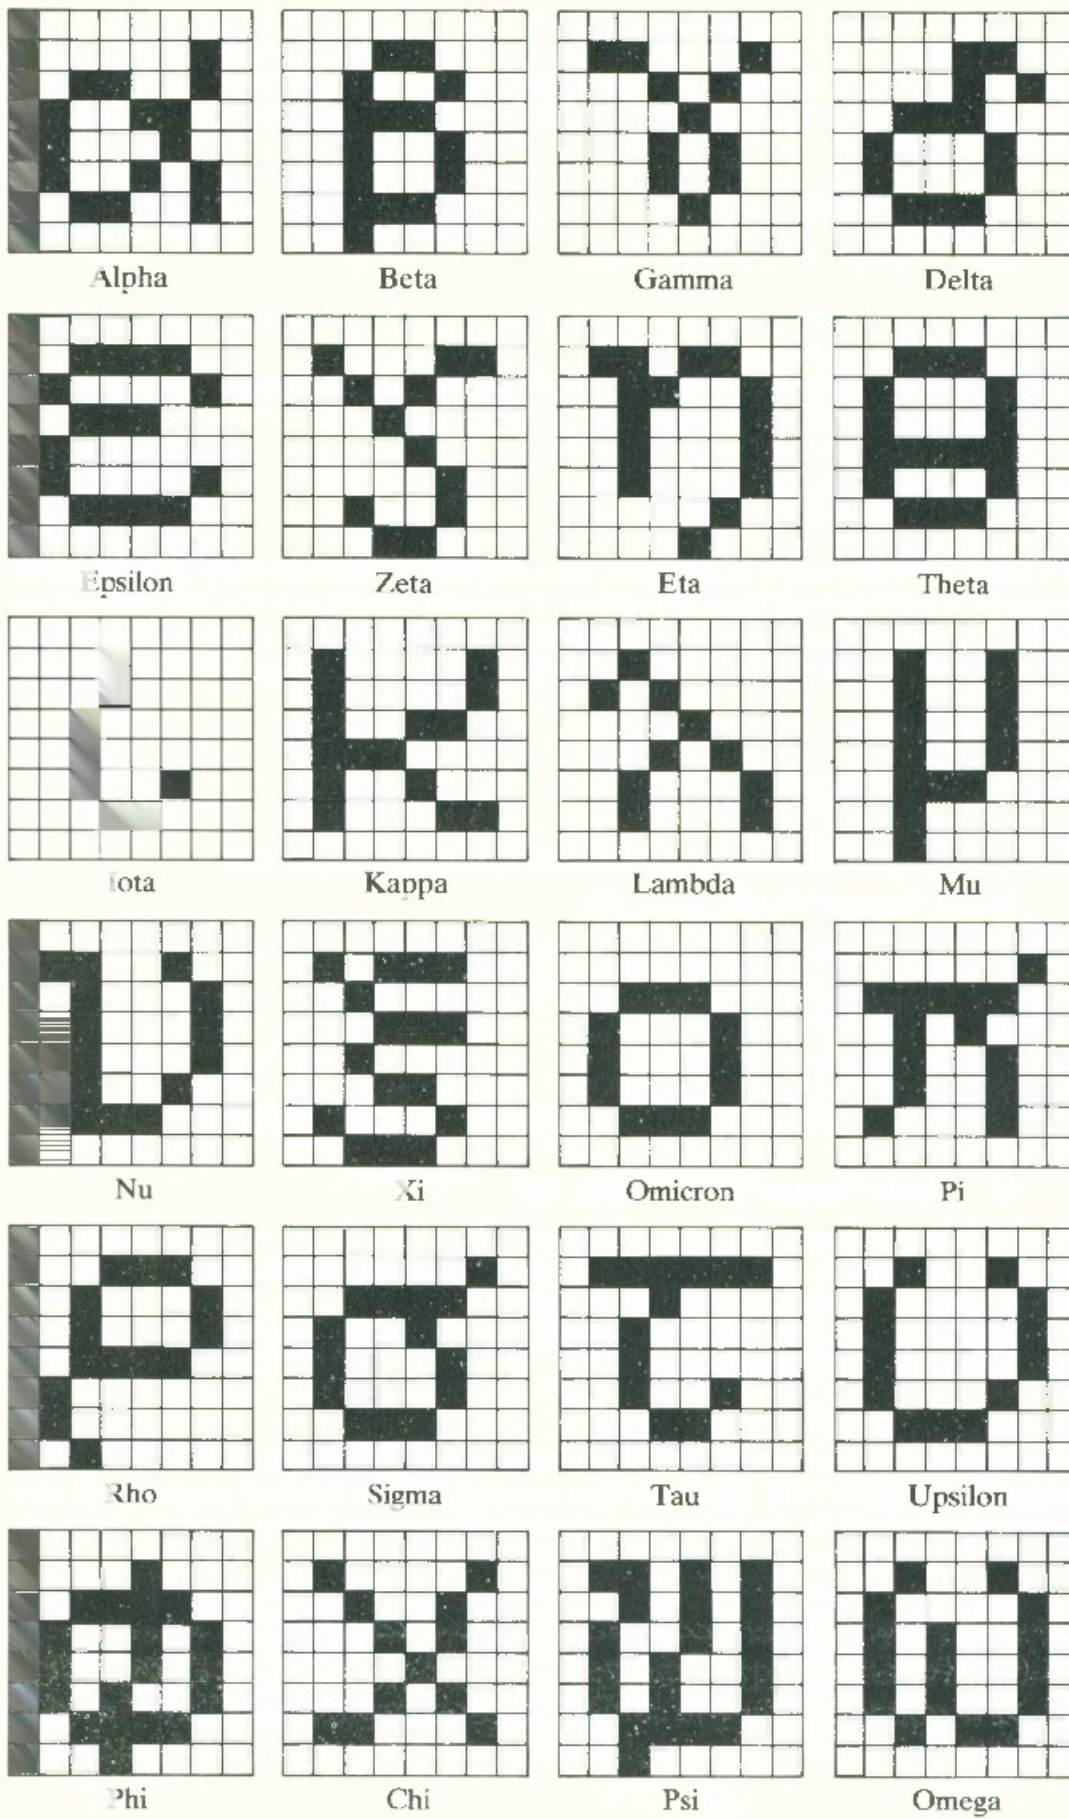 Alpha Beta Gamma Delta
Epsilon Zeta Eta Theta
Iota Kappa Lambda Mu
Nu Xi Omicron Pi
Rho Sigma Tau Upsilon
Phi Chi Psi Omega